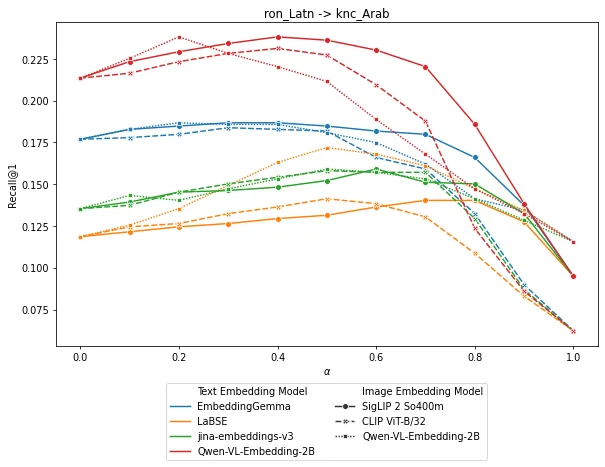 ron_Latn -> knc_Arab
Recall@1
0.225
0.200
0.175
0.150
0.125
0.100
0.075
0.0
0.2
0.4
0.6
0.8
1.0
α
Text Embedding Model
EmbeddingGemma
LaBSE
jina-embeddings-v3
Qwen-VL-Embedding-2B
Image Embedding Model
SigLIP 2 So400m
CLIP ViT-B/32
Qwen-VL-Embedding-2B